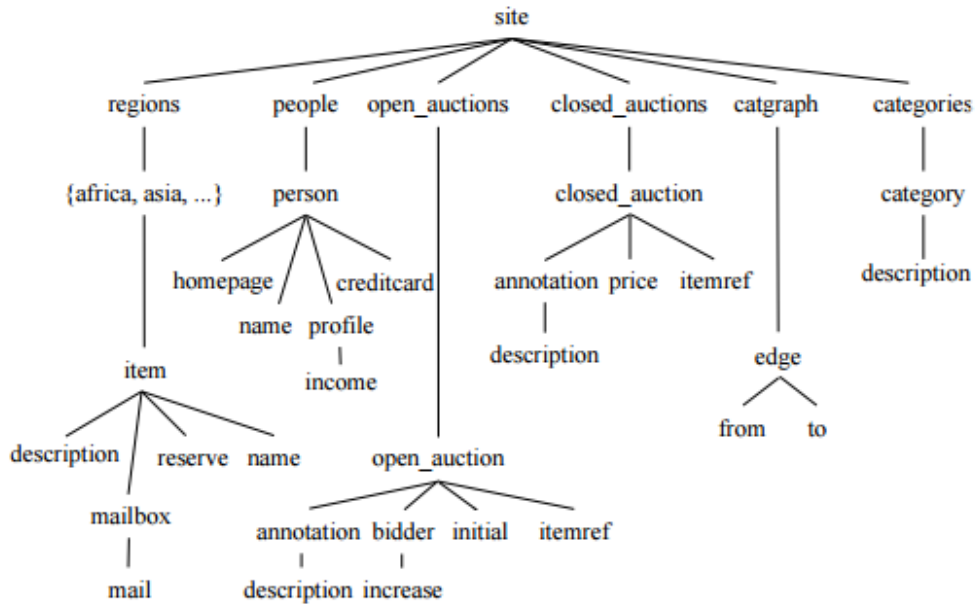 site
regions people open_auctions closed_auctions catgraph categories
{africa, asia, ...} person closed_auction category
homepage creditcard annotation price itemref description
name profile
description edge
item income
from to
description reserve name open_auction
mailbox annotation bidder initial itemref
mail description increase